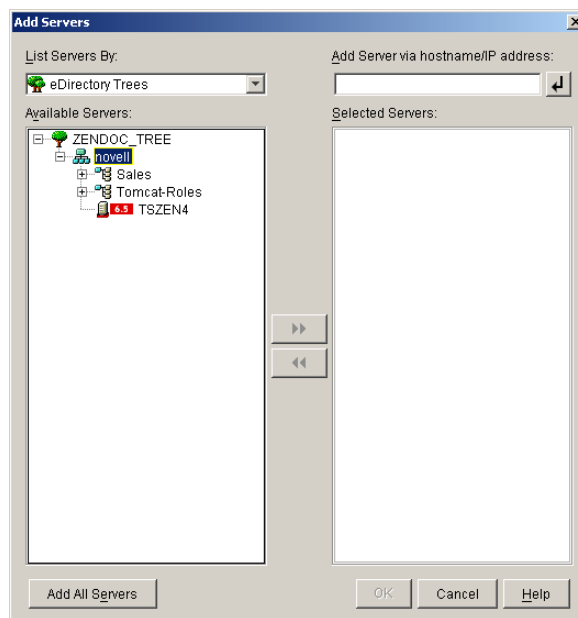 Add Servers
List Servers By:
Add Server via hostname/IP address:
eDirectory Trees
Available Servers:
Selected Servers:
ZENDOC_TREE
novell
Sales
Tomcat-Roles
6.5 TSZEN4
Add All Servers
OK
Cancel
Help